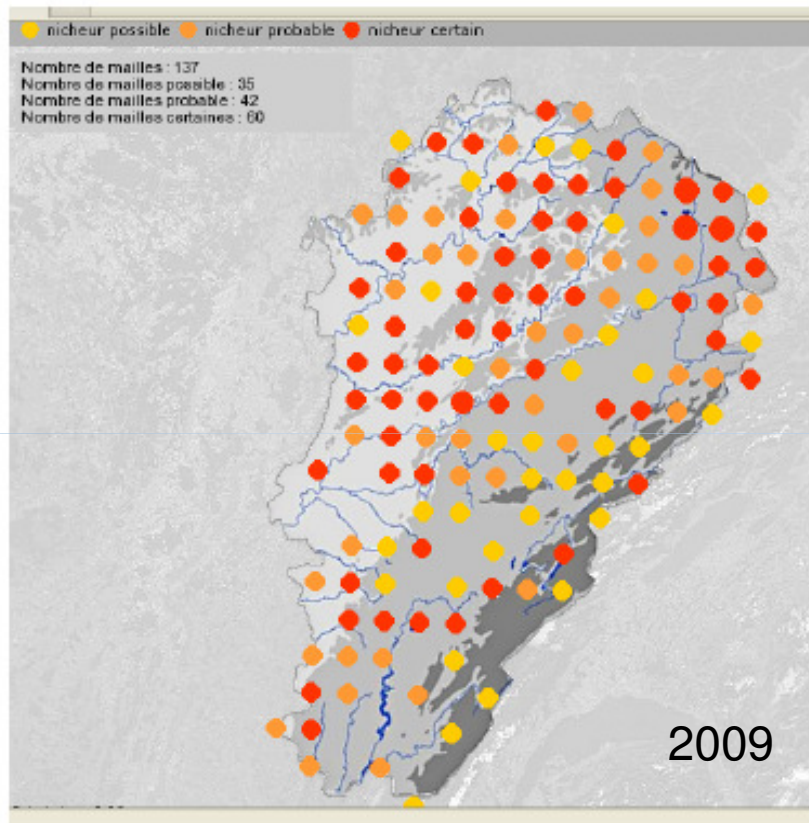 nicheur possible nicheur probable nicheur certain
Nombre de mailles : 137
Nombre de mailles possible : 35
Nombre de mailles probable : 42
Nombre de mailles certaines : 60
2009